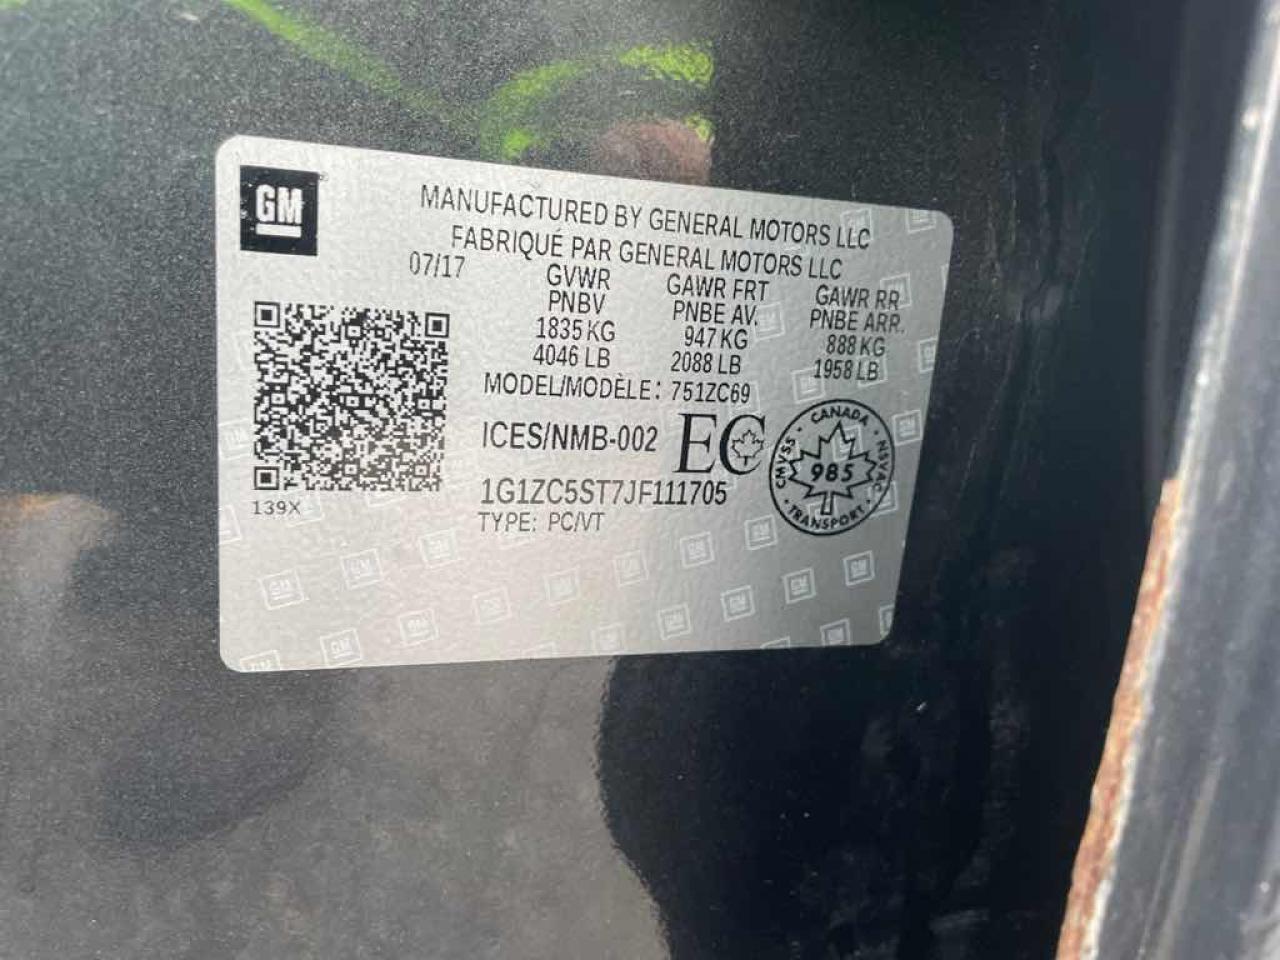 GM
MANUFACTURED BY GENERAL MOTORS LLC
FABRIQUÉ PAR GENERAL MOTORS LLC
07/17
GVWR GAWR FRT GAWR RR
PNBV PNBE AV. PNBE ARR.
1835 KG 947 KG 888 KG
4046 LB 2088 LB 1958 LB
MODEL/MODÈLE: 751ZC69
ICES/NMB-002 EC
CANADA
CMVSS 985 NSVAC
TRANSPORT
1G1ZC5ST7JF111705
139X
TYPE: PC/VT